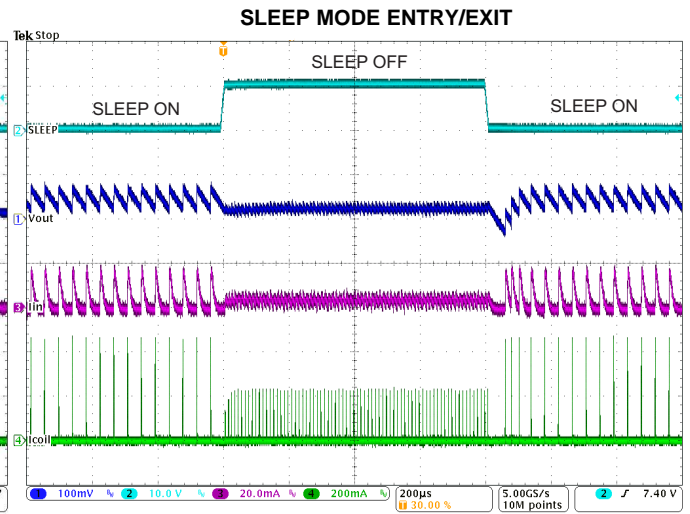 SLEEP MODE ENTRY/EXIT
Tek Stop
T
SLEEP OFF
SLEEP ON
SLEEP ON
2 SLEEP
1 Vout
3 Iin
4 Icoil
1 100mV 2 10.0 V 3 20.0mA 4 200mA 200µs 5.00GS/s 2 7.40 V
T 30.00 % 10M points